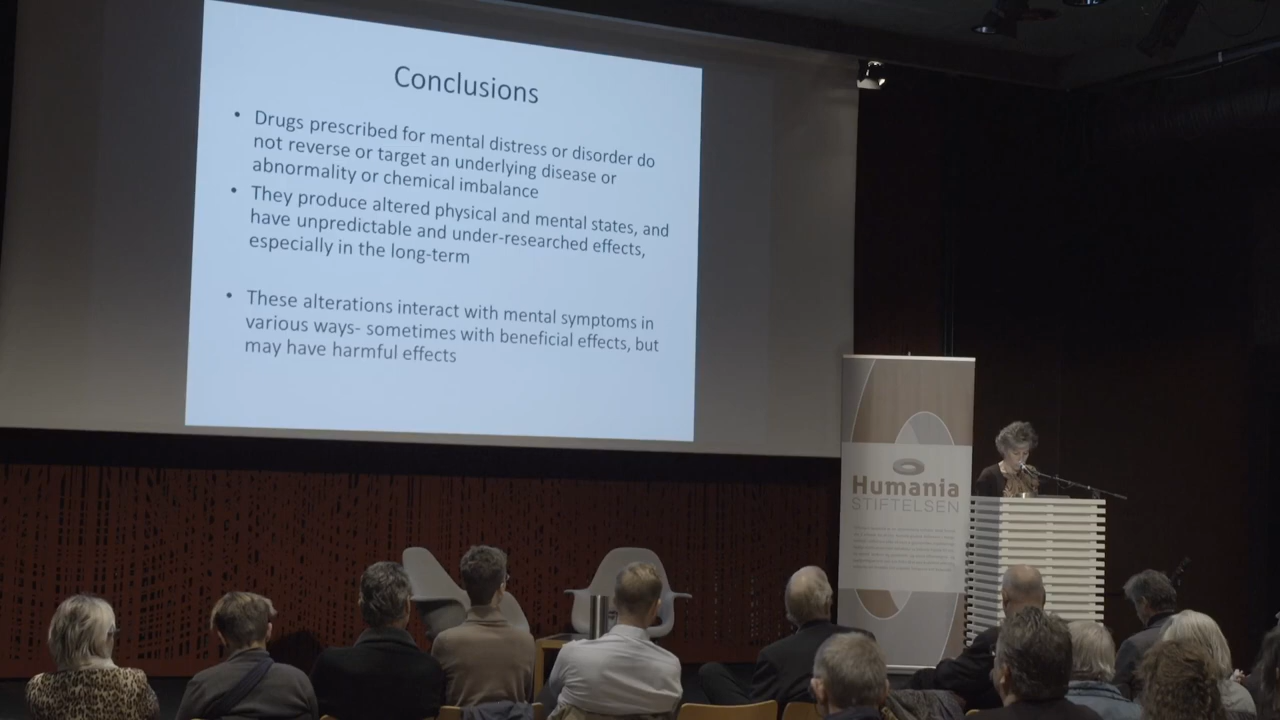 Conclusions
• Drugs prescribed for mental distress or disorder do
not reverse or target an underlying disease or
abnormality or chemical imbalance
• They produce altered physical and mental states, and
have unpredictable and under-researched effects,
especially in the long-term
• These alterations interact with mental symptoms in
various ways- sometimes with beneficial effects, but
may have harmful effects
Humania
STIFTELSEN